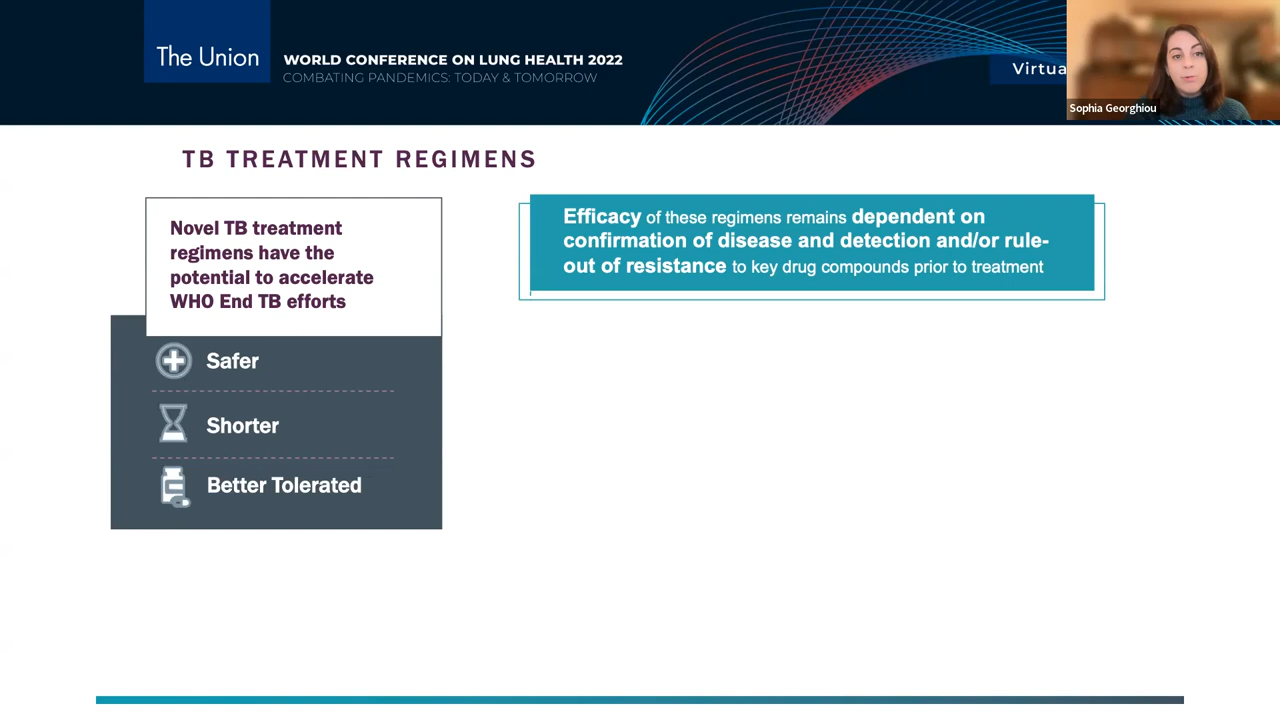 The Union
WORLD CONFERENCE ON LUNG HEALTH 2022
COMBATING PANDEMICS: TODAY & TOMORROW
Virtua
Sophia Georghiou
TB TREATMENT REGIMENS
Novel TB treatment
regimens have the
potential to accelerate
WHO End TB efforts
Safer
Shorter
Better Tolerated
Efficacy of these regimens remains dependent on
confirmation of disease and detection and/or rule-
out of resistance to key drug compounds prior to treatment